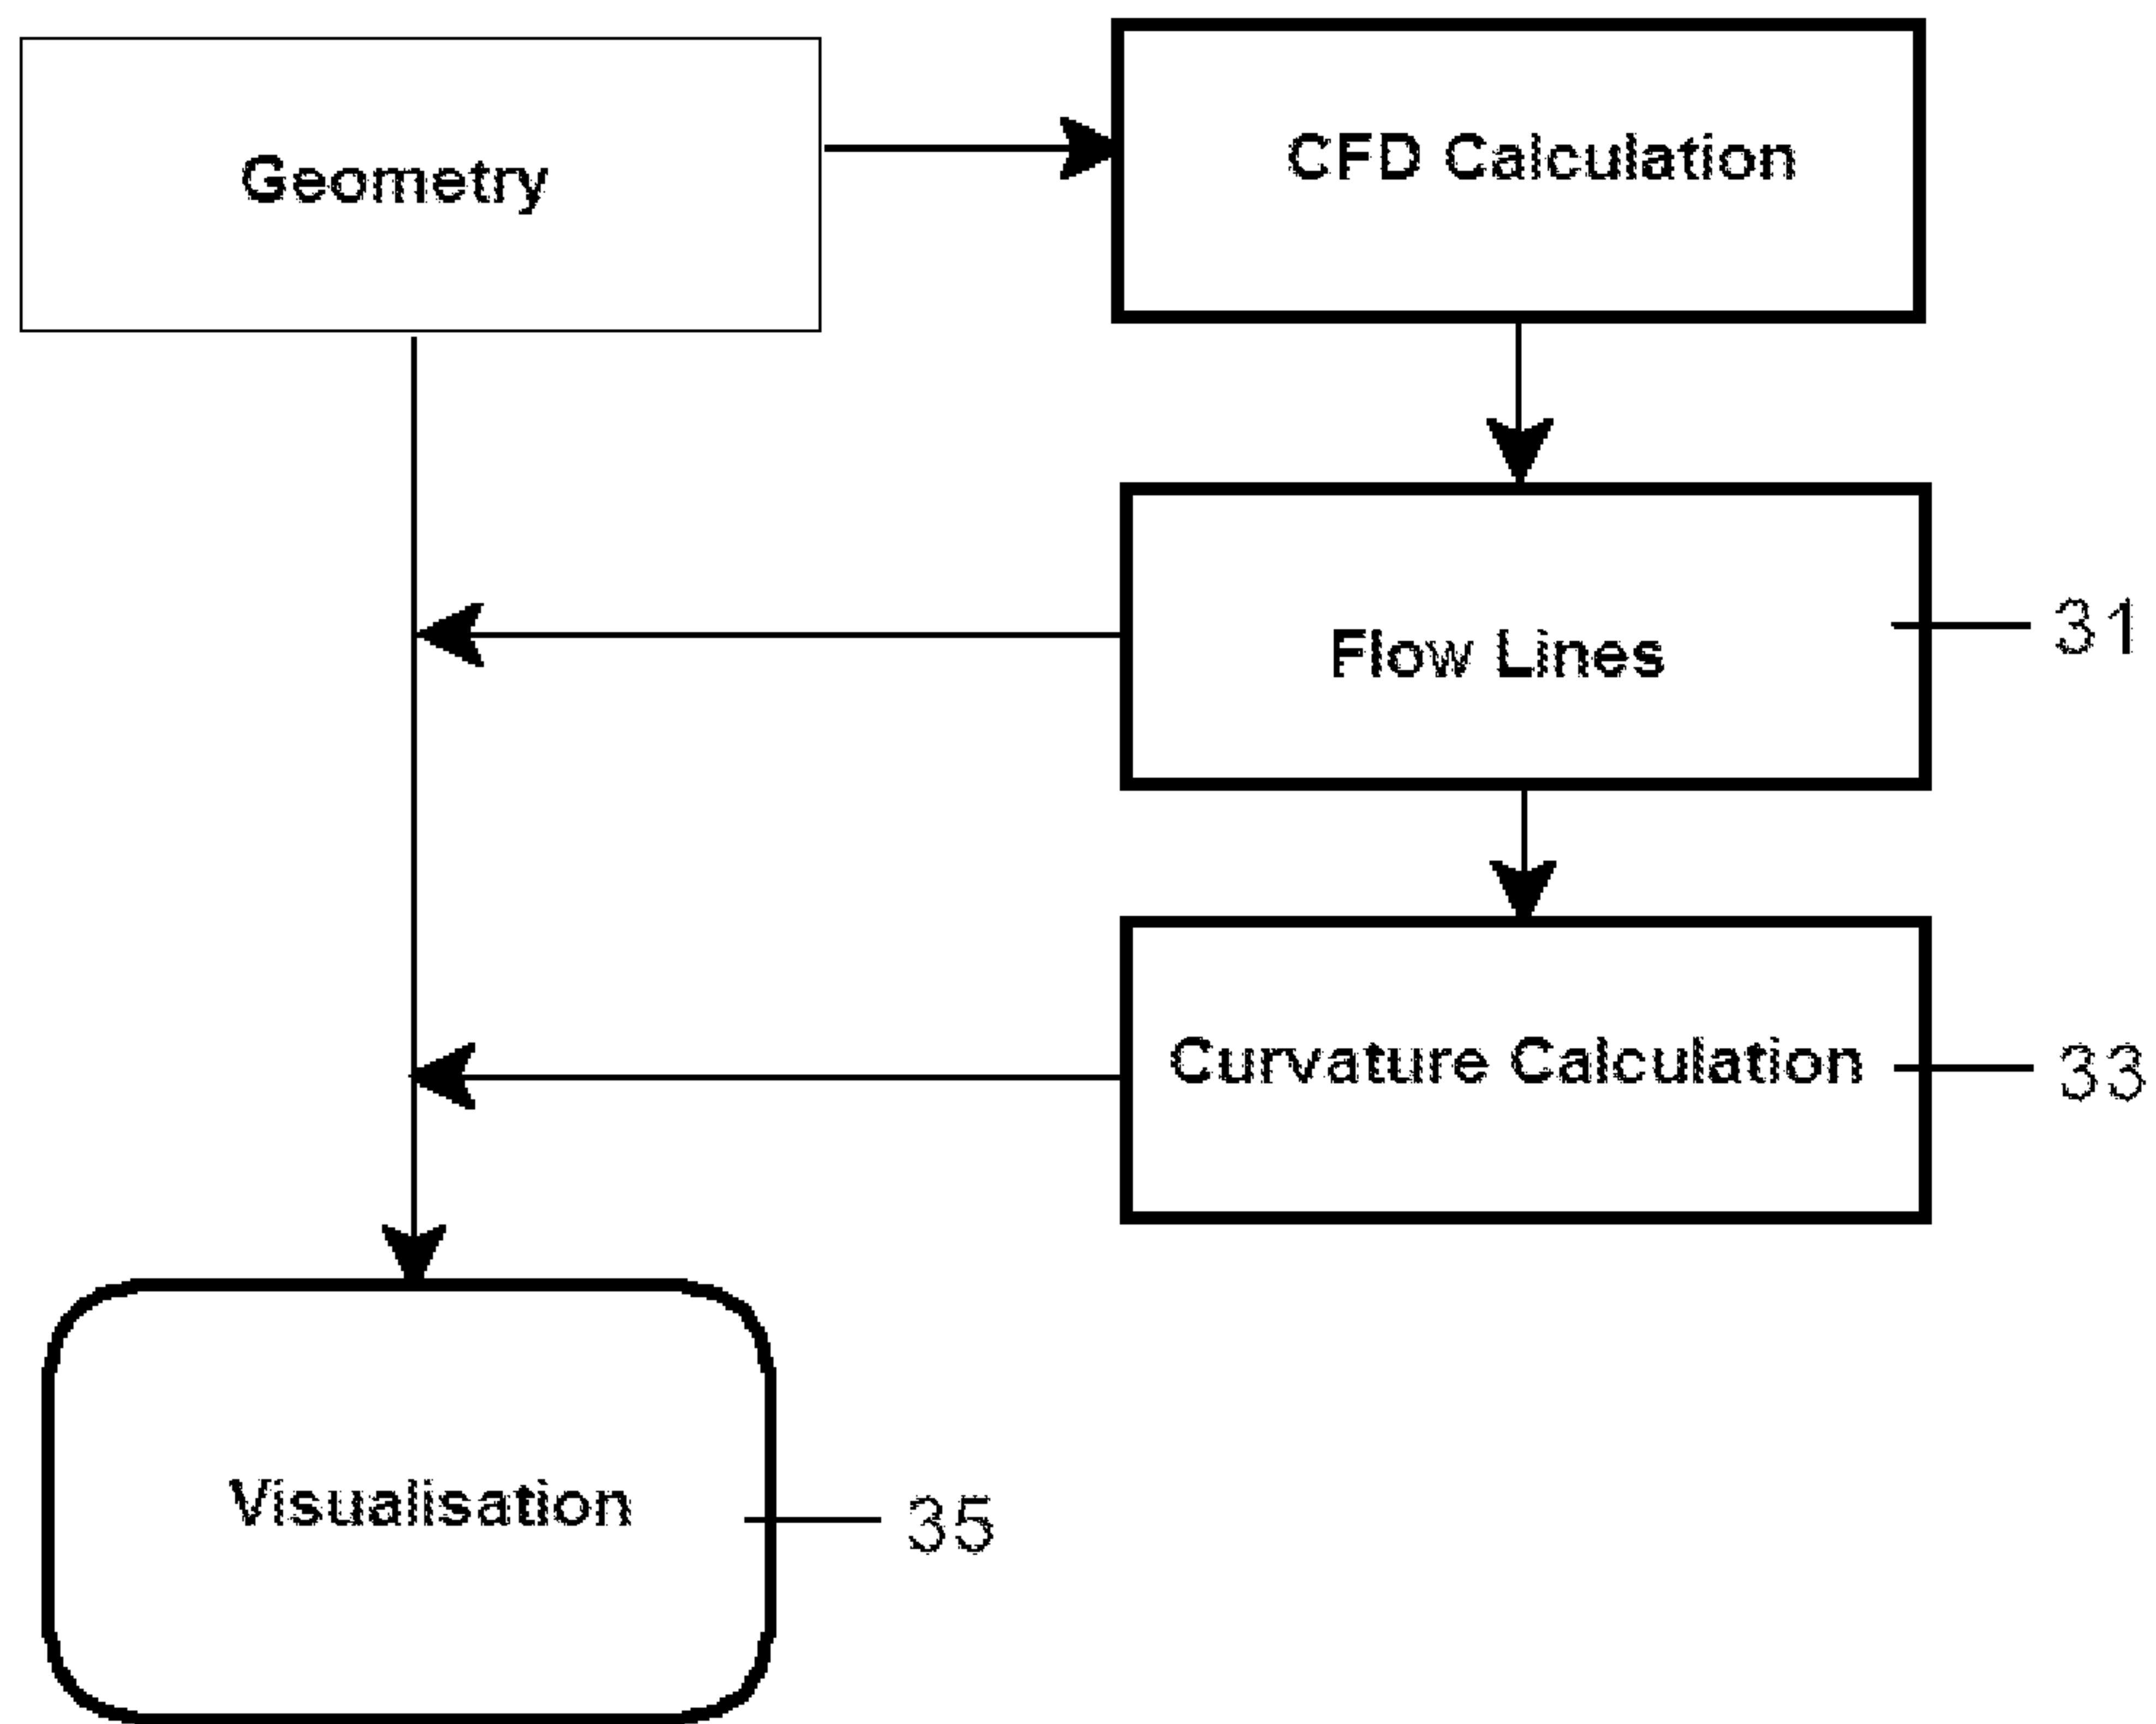 Geometry
CFD Calculation
Flow Lines
31
Curvature Calculation
33
Visualisation
35